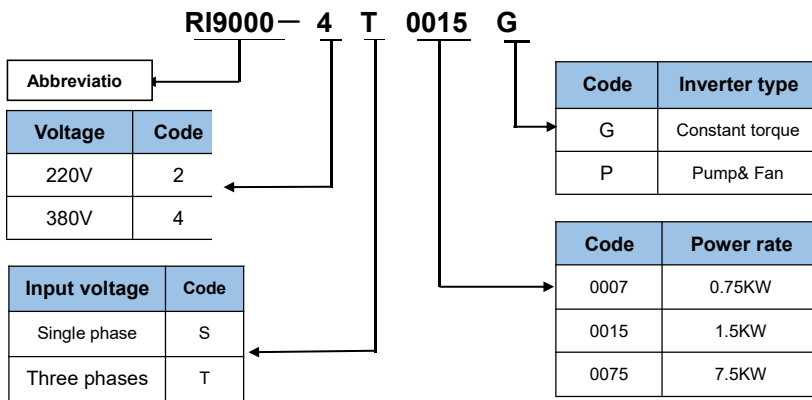 RI9000－ 4 T 0015 G
Abbreviatio
Voltage Code
220V 2
380V 4
Input voltage Code
Single phase S
Three phases T
Code Inverter type
G Constant torque
P Pump& Fan
Code Power rate
0007 0.75KW
0015 1.5KW
0075 7.5KW